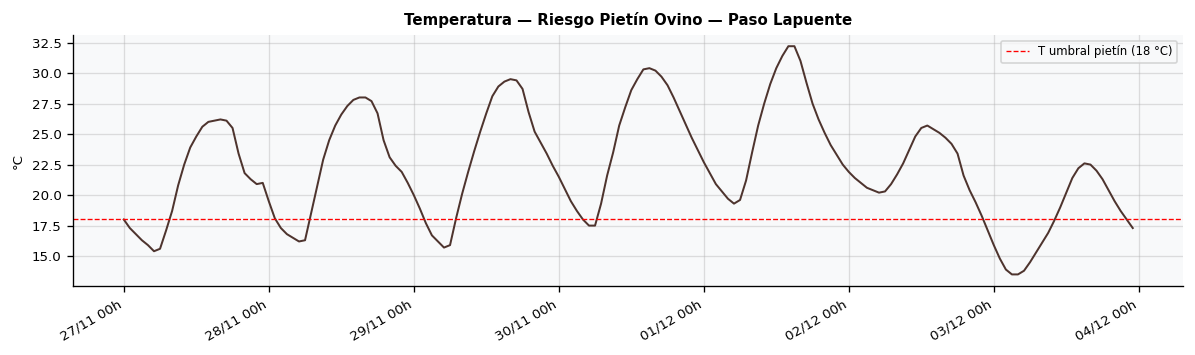 Temperatura — Riesgo Pietín Ovino — Paso Lapuente
T umbral pietín (18 °C)
°C
32.5
30.0
27.5
25.0
22.5
20.0
17.5
15.0
27/11 00h
28/11 00h
29/11 00h
30/11 00h
01/12 00h
02/12 00h
03/12 00h
04/12 00h